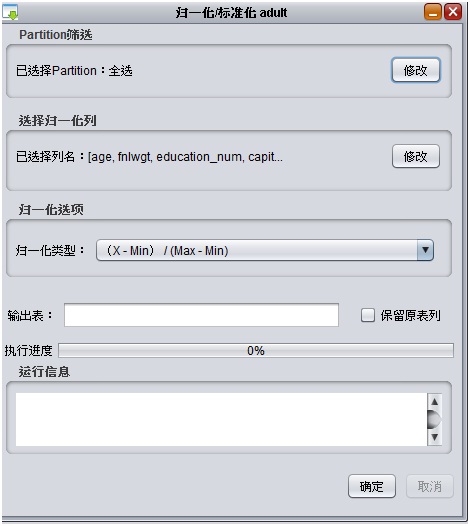 归一化/标准化 adult
Partition筛选
已选择Partition：全选
修改
选择归一化列
已选择列名：[age, fnlwgt, education_num, capit...
修改
归一化选项
归一化类型：
（X - Min） / (Max - Min)
输出表：
保留原表列
执行进度
0%
运行信息
确定
取消